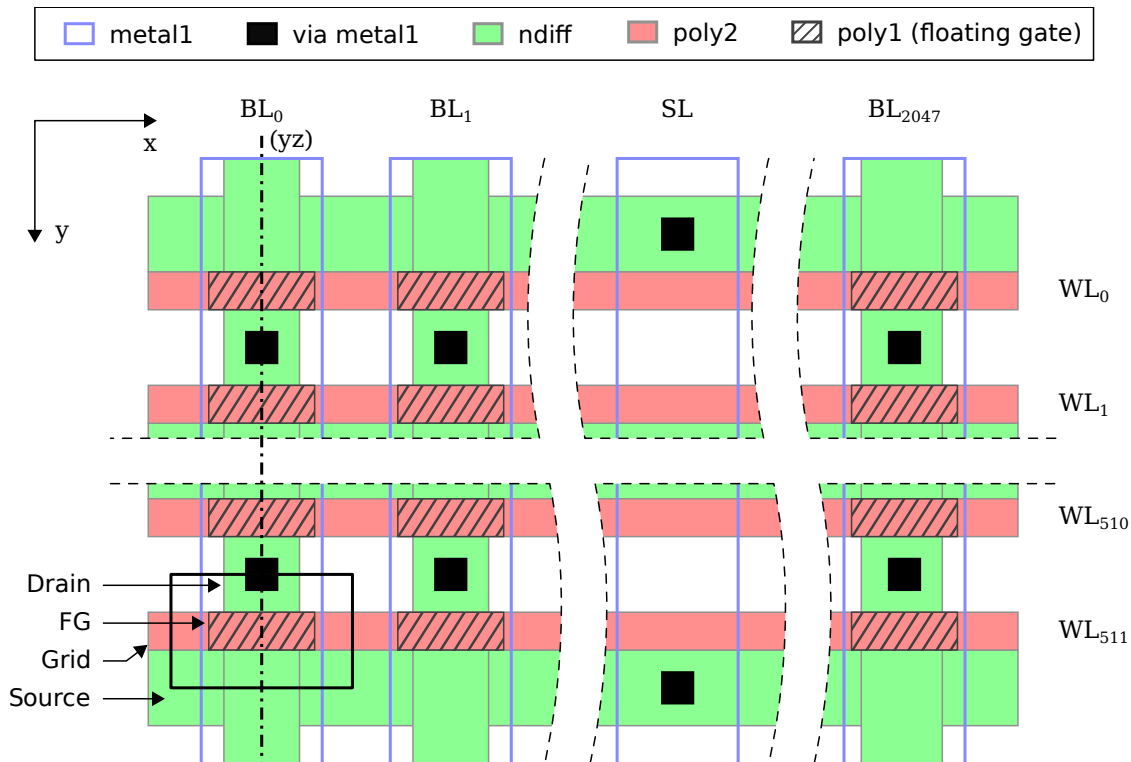 metal1 via metal1 ndiff poly2 poly1 (floating gate)
BL₀ BL₁ SL BL₂₀₄₇
(yz)
x
y
WL₀
WL₁
WL₅₁₀
Drain
FG
WL₅₁₁
Grid
Source